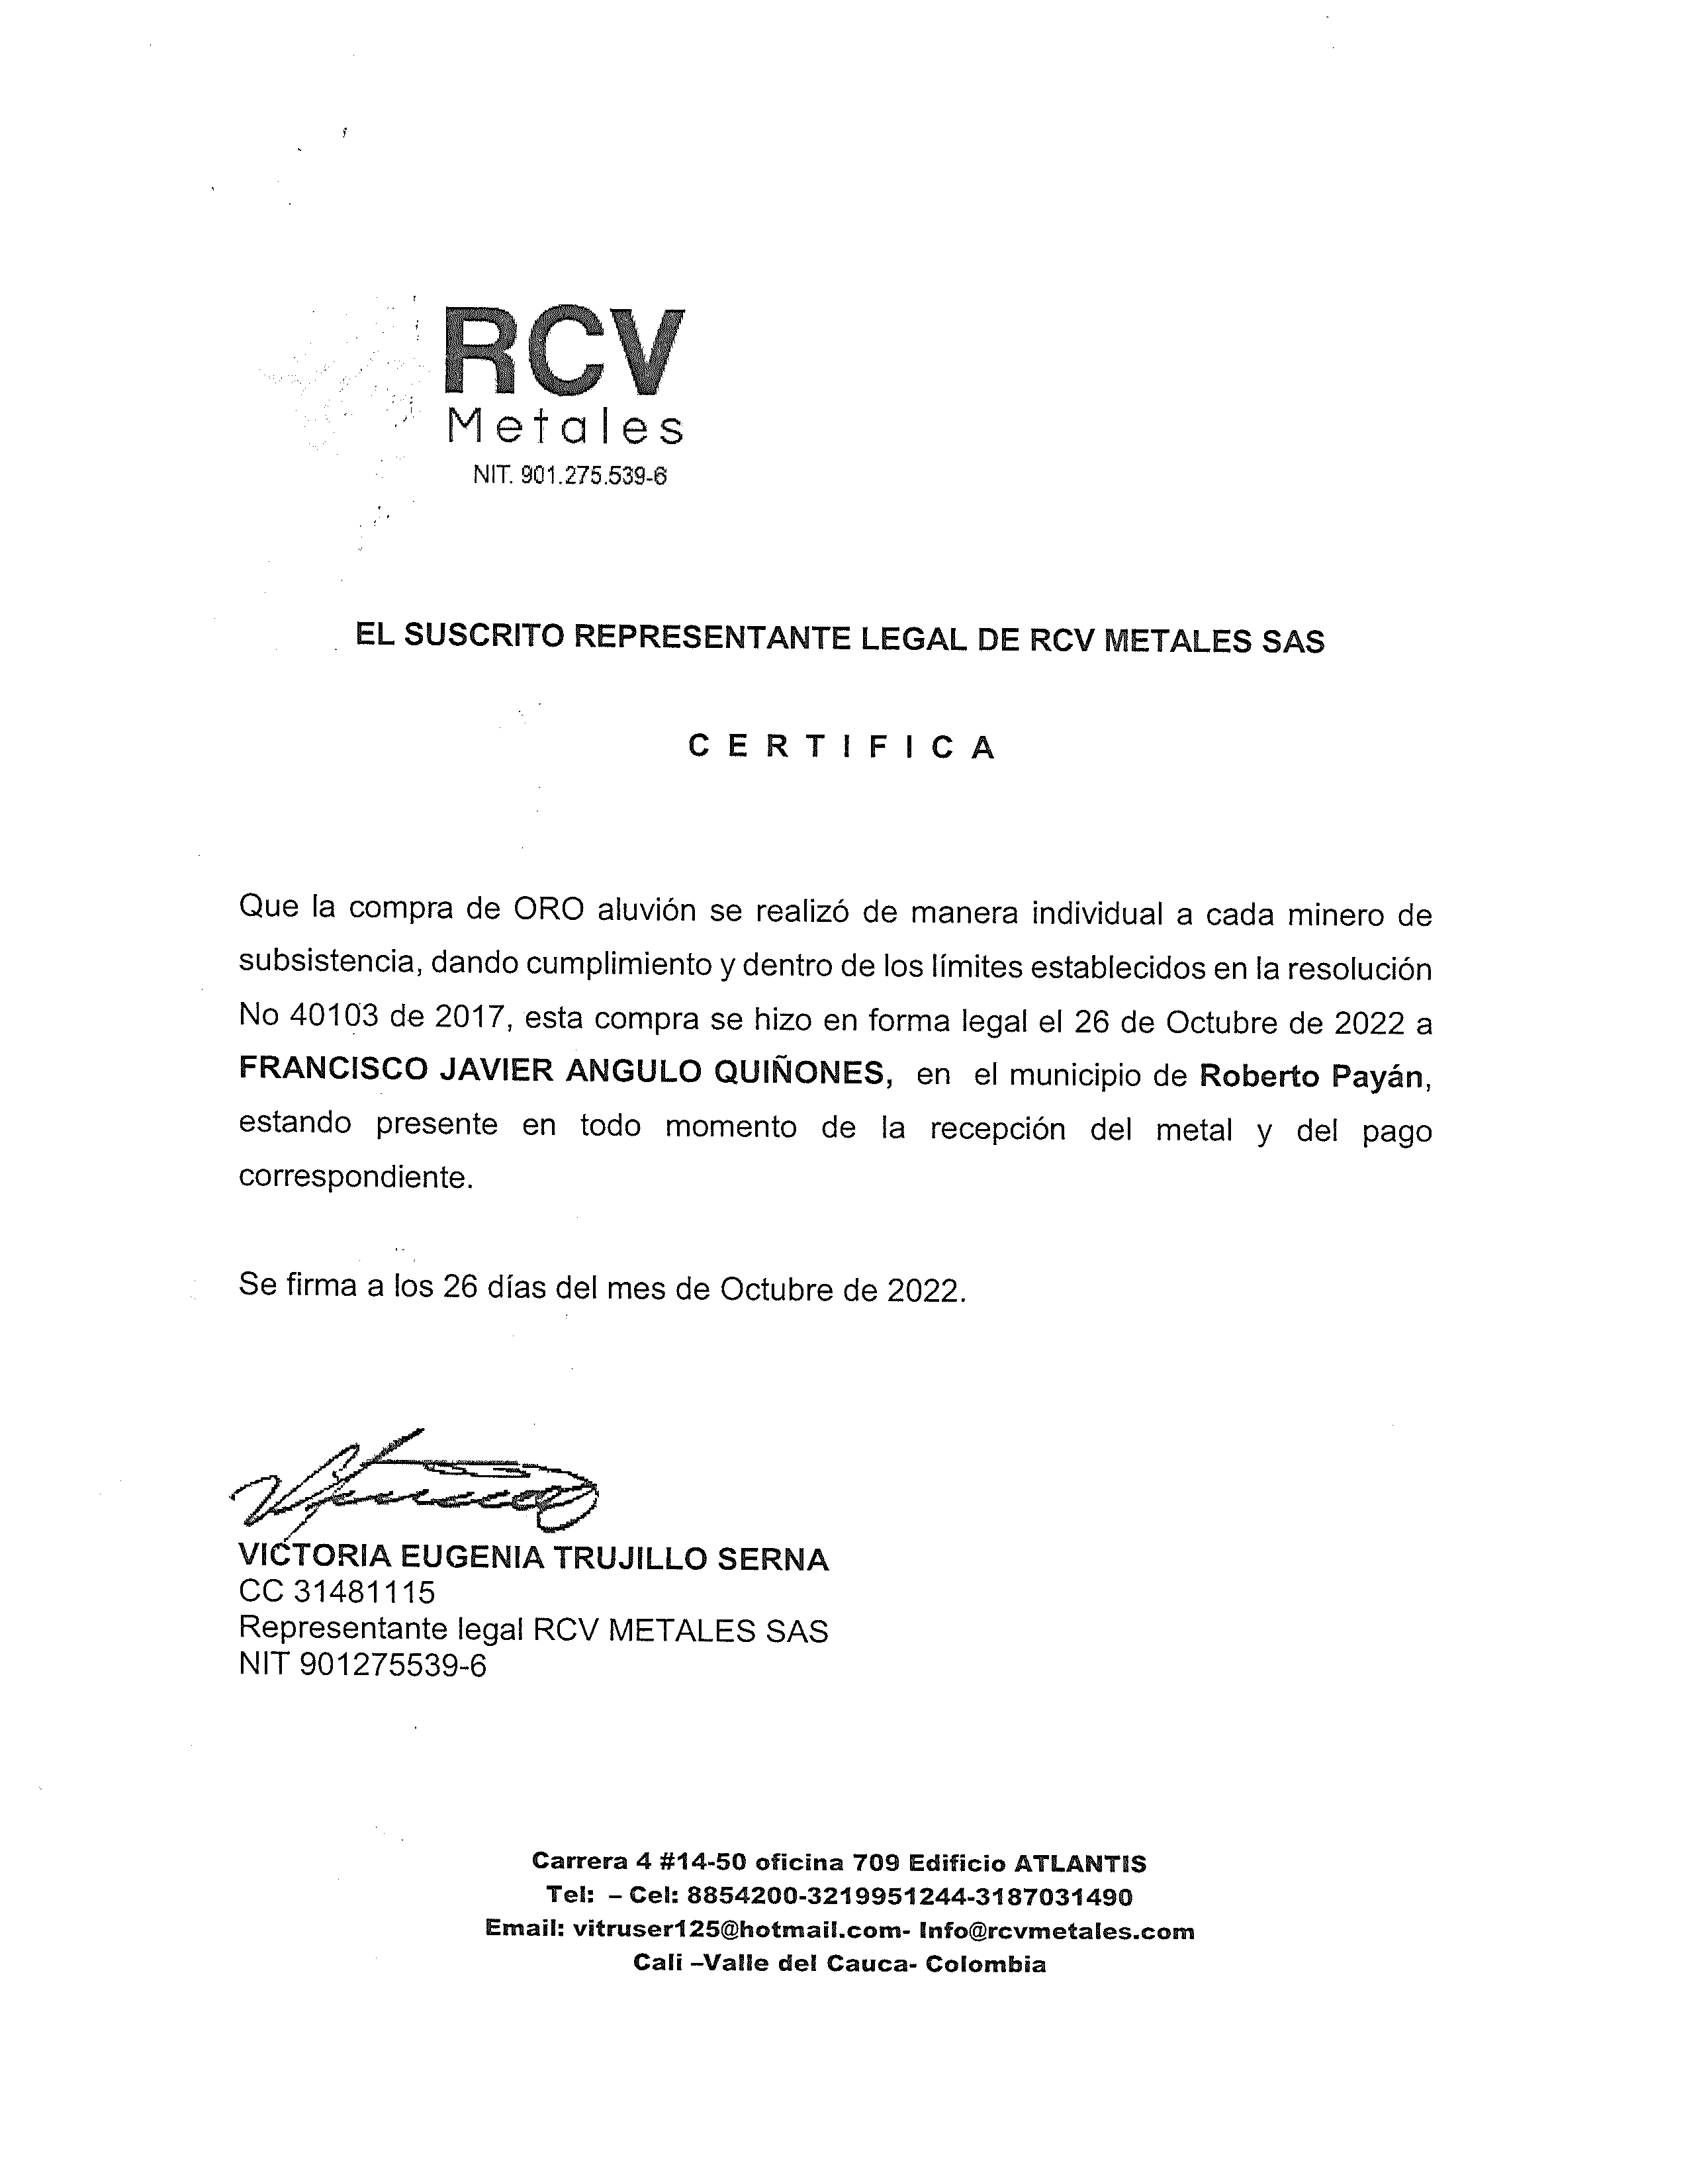 RCV
Metales
NIT. 901.275.539-6
EL SUSCRITO REPRESENTANTE LEGAL DE RCV METALES SAS
C E R T I F I C A
Que la compra de ORO aluvión se realizó de manera individual a cada minero de
subsistencia, dando cumplimiento y dentro de los límites establecidos en la resolución
No 40103 de 2017, esta compra se hizo en forma legal el 26 de Octubre de 2022 a
FRANCISCO JAVIER ANGULO QUIÑONES, en el municipio de Roberto Payán,
estando presente en todo momento de la recepción del metal y del pago
correspondiente.
Se firma a los 26 días del mes de Octubre de 2022.
VICTORIA EUGENIA TRUJILLO SERNA
CC 31481115
Representante legal RCV METALES SAS
NIT 901275539-6
Carrera 4 #14-50 oficina 709 Edificio ATLANTIS
Tel: – Cel: 8854200-3219951244-3187031490
Email: vitruser125@hotmail.com- Info@rcvmetales.com
Cali –Valle del Cauca- Colombia